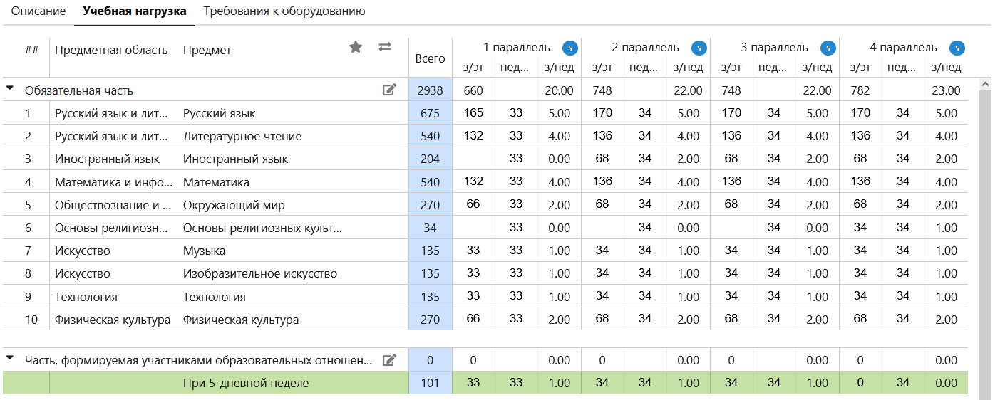 Описание Учебная нагрузка Требования к оборудованию
## Предметная область Предмет Всего 1 параллель 5 2 параллель 5 3 параллель 5 4 параллель 5
з/эт нед... з/нед з/эт нед... з/нед з/эт нед... з/нед з/эт нед... з/нед
Обязательная часть 2938 660 20.00 748 22.00 748 22.00 782 23.00
1 Русский язык и лит... Русский язык 675 165 33 5.00 170 34 5.00 170 34 5.00 170 34 5.00
2 Русский язык и лит... Литературное чтение 540 132 33 4.00 136 34 4.00 136 34 4.00 136 34 4.00
3 Иностранный язык Иностранный язык 204 33 0.00 68 34 2.00 68 34 2.00 68 34 2.00
4 Математика и инфо... Математика 540 132 33 4.00 136 34 4.00 136 34 4.00 136 34 4.00
5 Обществознание и ... Окружающий мир 270 66 33 2.00 68 34 2.00 68 34 2.00 68 34 2.00
6 Основы религиозн... Основы религиозных культ... 34 33 0.00 34 0.00 34 0.00 34 34 1.00
7 Искусство Музыка 135 33 33 1.00 34 34 1.00 34 34 1.00 34 34 1.00
8 Искусство Изобразительное искусство 135 33 33 1.00 34 34 1.00 34 34 1.00 34 34 1.00
9 Технология Технология 135 33 33 1.00 34 34 1.00 34 34 1.00 34 34 1.00
10 Физическая культура Физическая культура 270 66 33 2.00 68 34 2.00 68 34 2.00 68 34 2.00
Часть, формируемая участниками образовательных отношен... 0 0 0.00 0 0.00 0 0.00 0 0.00
При 5-дневной неделе 101 33 33 1.00 34 34 1.00 34 34 1.00 0 34 0.00